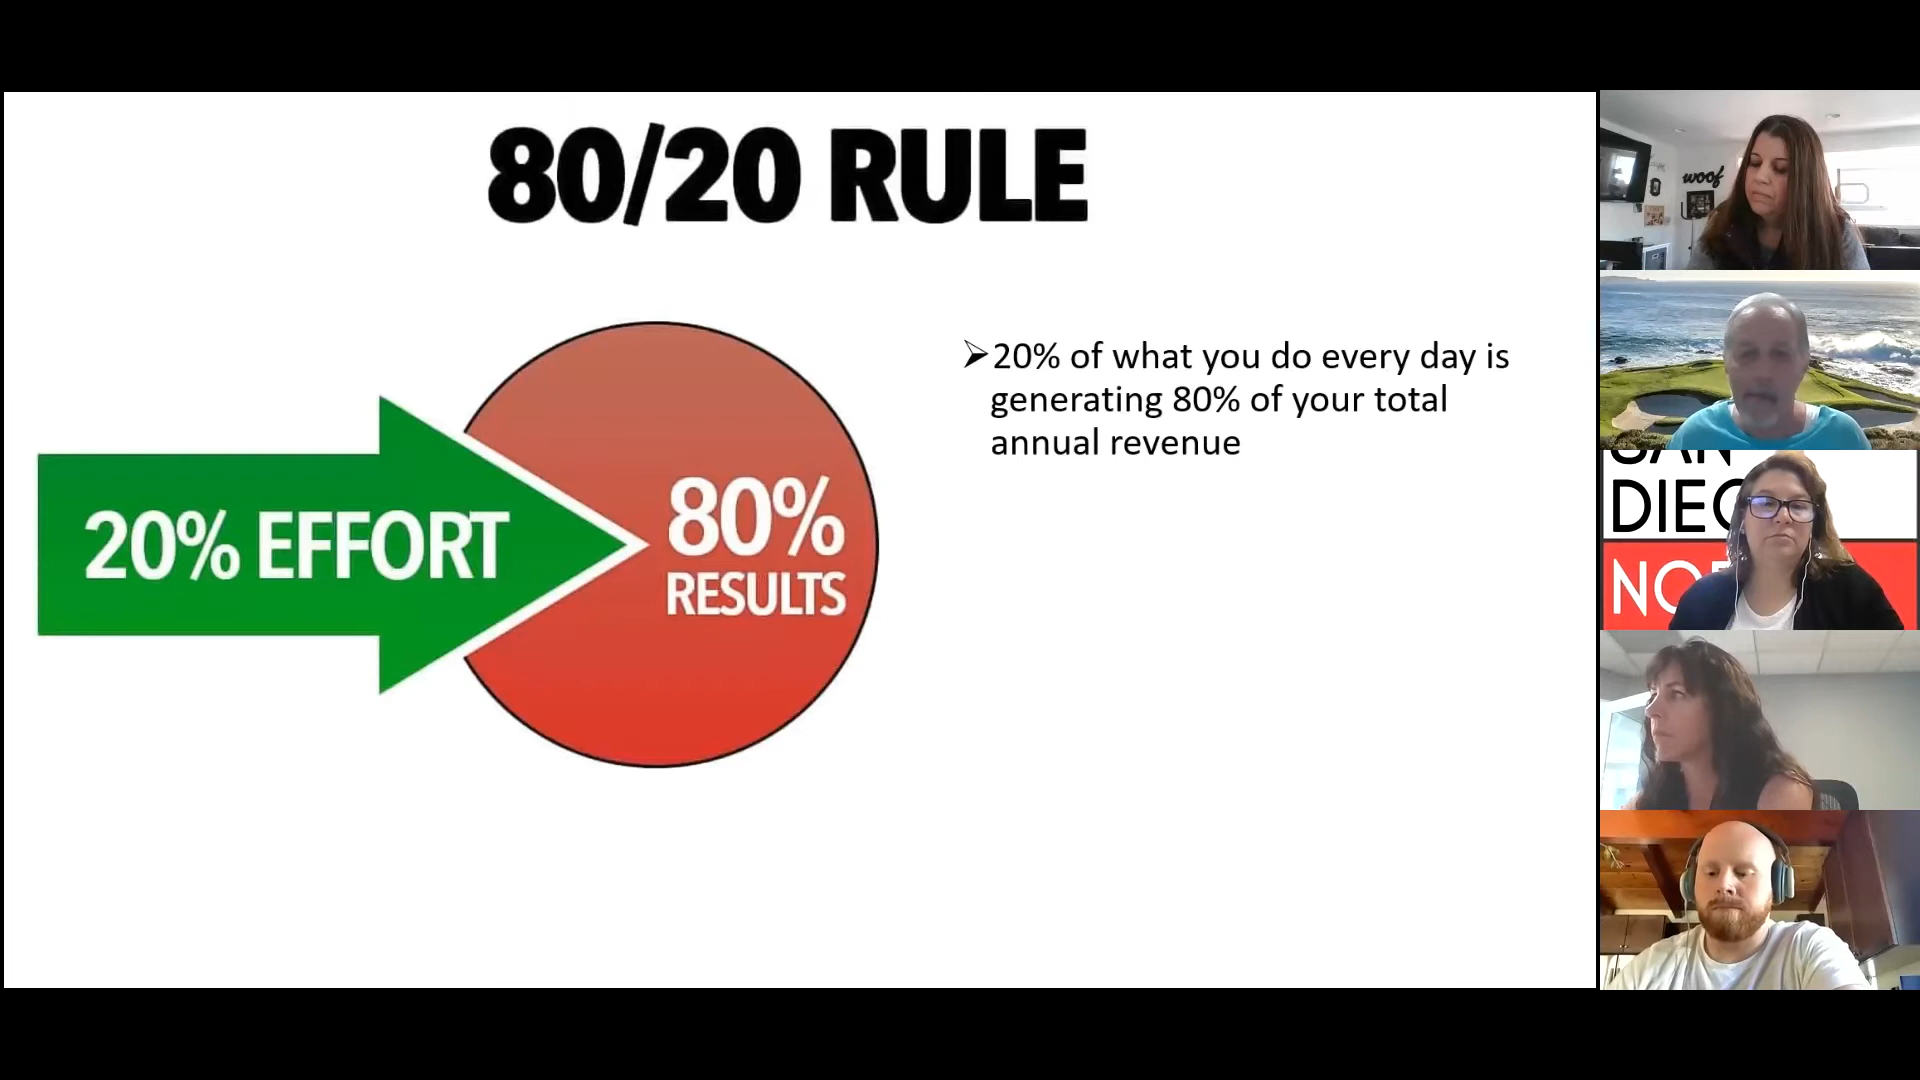 80/20 RULE
20% EFFORT
80%
RESULTS
➢20% of what you do every day is
generating 80% of your total
annual revenue
woof
DIEG